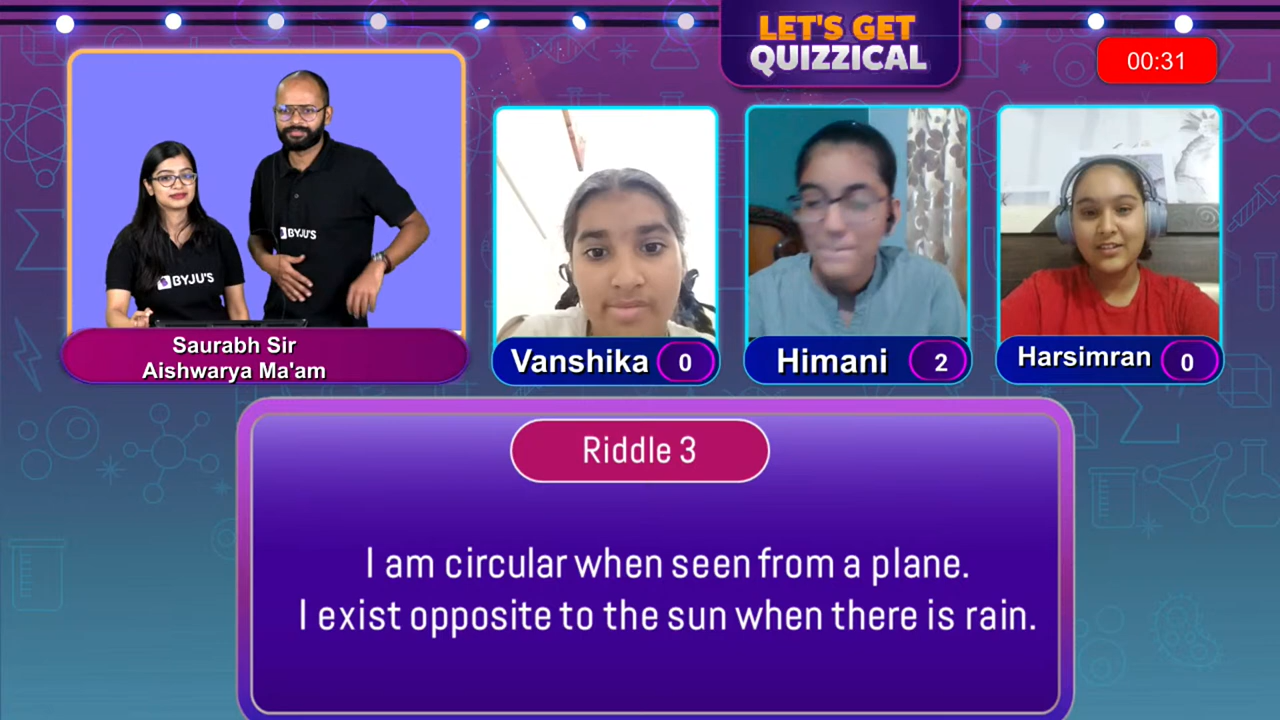 LET'S GET
QUIZZICAL
00:31
BYJU'S
BYJU'S
Saurabh Sir
Aishwarya Ma'am
Vanshika 0
Himani 2
Harsimran 0
Riddle 3
I am circular when seen from a plane.
I exist opposite to the sun when there is rain.